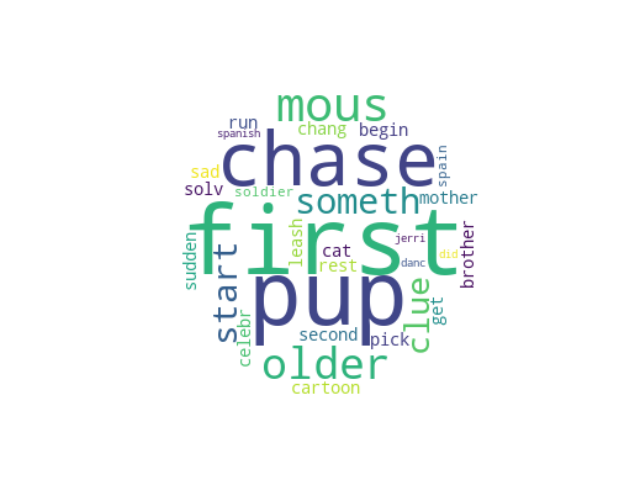 mous
run
chang
begin
spanish
chase
spain
sad
solv
soldier
someth
mother
first
sudden
start
leash
cat
rest
jerri
danc
did
brother
pup
clue
get
celebr
second
pick
older
cartoon